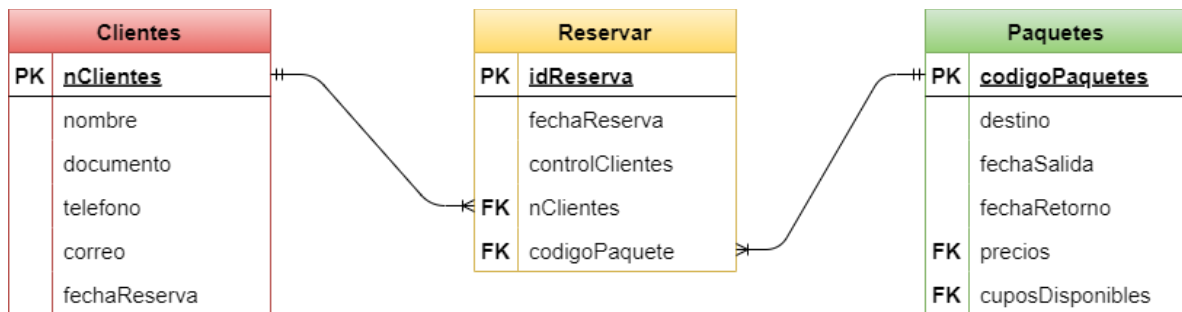 Clientes
PK nClientes
nombre
documento
telefono
correo
fechaReserva
Reservar
PK idReserva
fechaReserva
controlClientes
FK nClientes
FK codigoPaquete
Paquetes
PK codigoPaquetes
destino
fechaSalida
fechaRetorno
FK precios
FK cuposDisponibles